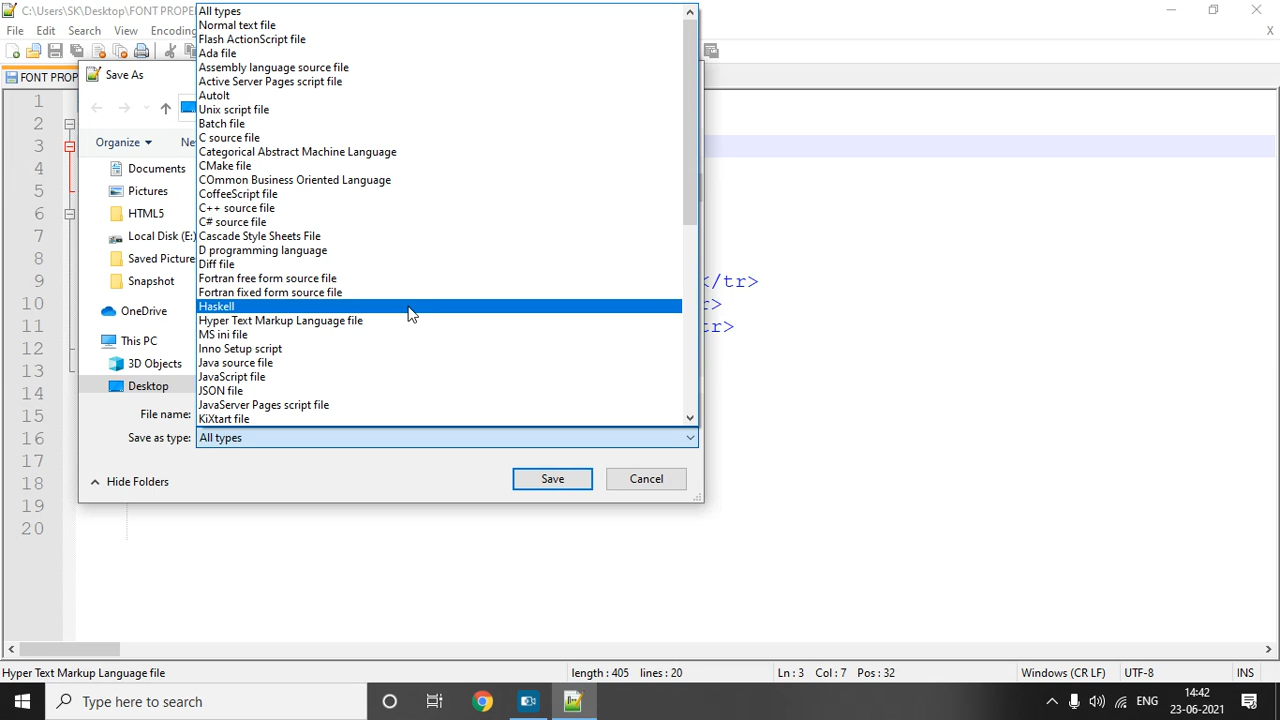 C:\Users\SK\Desktop\FONT PROPE
File Edit Search View Encoding
X
FONT PROP
Save As
Organize
Ne
Documents
Pictures
HTML5
Local Disk (E:)
Saved Picture
Snapshot
OneDrive
This PC
3D Objects
Desktop
All types
Normal text file
Flash ActionScript file
Ada file
Assembly language source file
Active Server Pages script file
AutoIt
Unix script file
Batch file
C source file
Categorical Abstract Machine Language
CMake file
COmmon Business Oriented Language
CoffeeScript file
C++ source file
C# source file
Cascade Style Sheets File
D programming language
Diff file
Fortran free form source file
Fortran fixed form source file
Haskell
Hyper Text Markup Language file
MS ini file
Inno Setup script
Java source file
JavaScript file
JSON file
JavaServer Pages script file
KiXtart file
File name:
Save as type: All types
Hide Folders
Save
Cancel
1
2
3
4
5
6
7
8
9 </tr>
10 r>
11 tr>
12
13
14
15
16
17
18
19
20
Hyper Text Markup Language file length : 405 lines : 20 Ln : 3 Col : 7 Pos : 32 Windows (CR LF) UTF-8 INS
Type here to search
ENG
14:42
23-06-2021